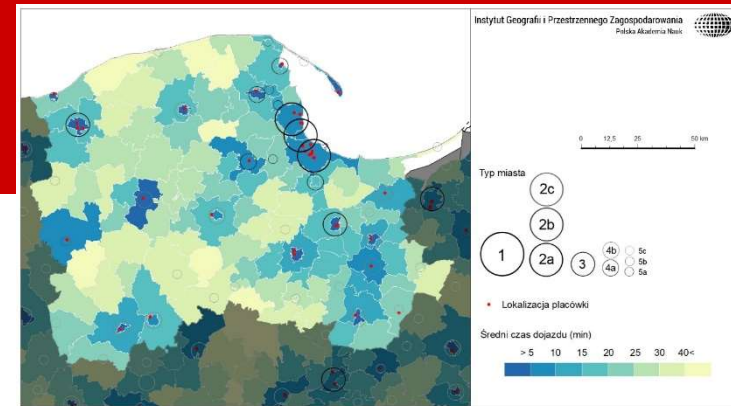 Instytut Geografii i Przestrzennego Zagospodarowania
Polska Akademia Nauk
0 12,5 25 50 km
Typ miasta
2c
2b
1 2a 3
4b
4a
5c
5b
5a
Lokalizacja placówki
Średni czas dojazdu (min)
> 5 10 15 20 25 30 40<